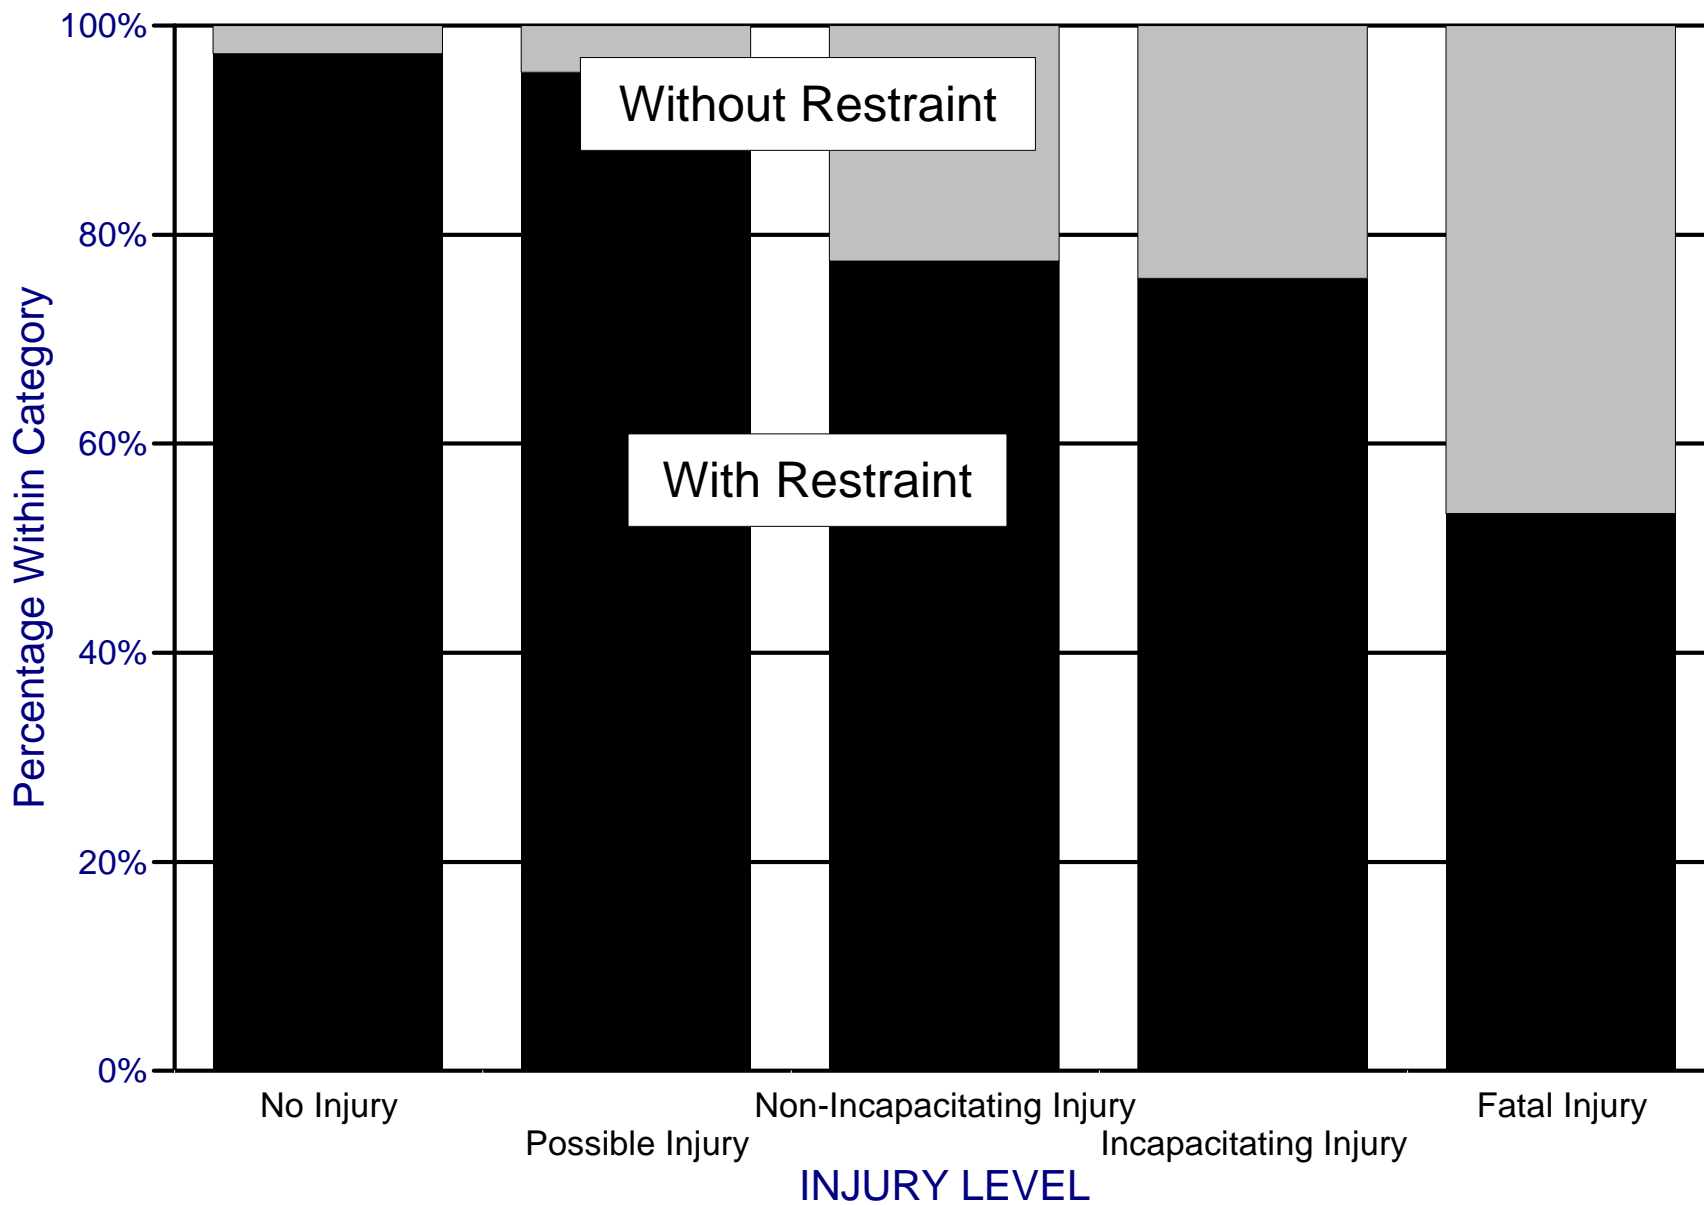 100%
Without Restraint
80%
60%
With Restraint
40%
20%
0%
Percentage Within Category
No Injury
Possible Injury
Non-Incapacitating Injury
Incapacitating Injury
Fatal Injury
INJURY LEVEL